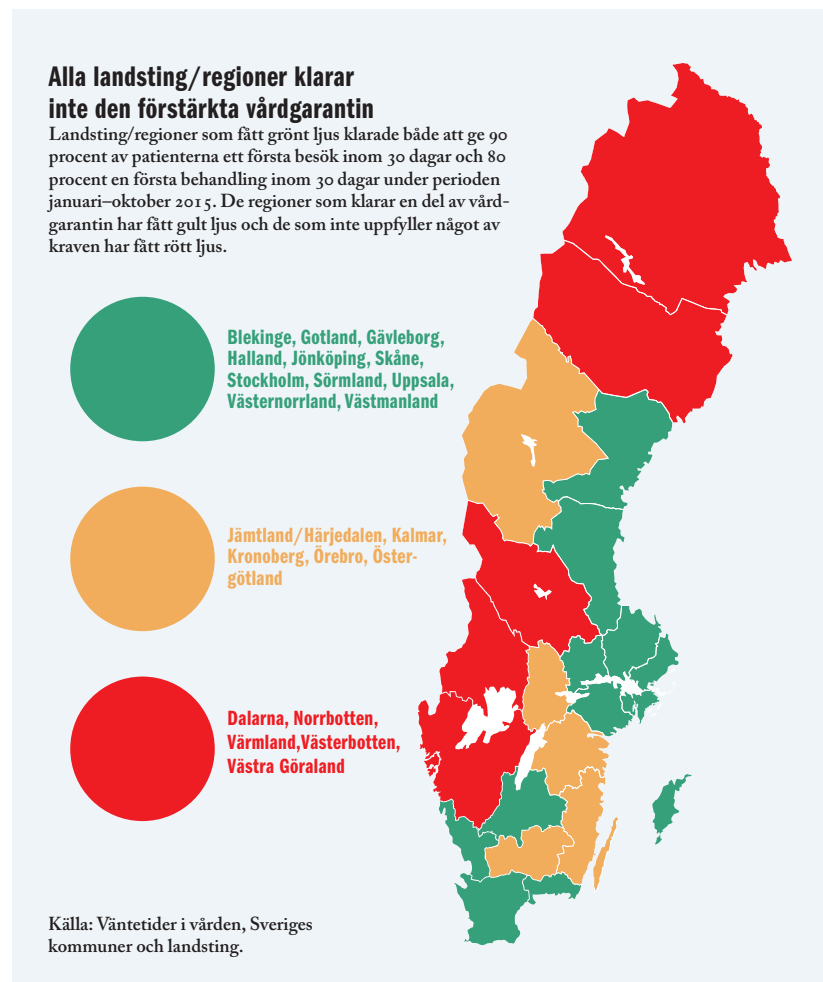 Alla landsting/regioner klarar
inte den förstärkta vårdgarantin
Landsting/regioner som fått grönt ljus klarade både att ge 90
procent av patienterna ett första besök inom 30 dagar och 80
procent en första behandling inom 30 dagar under perioden
januari–oktober 2015. De regioner som klarar en del av vård-
garantin har fått gult ljus och de som inte uppfyller något av
kraven har fått rött ljus.
Blekinge, Gotland, Gävleborg,
Halland, Jönköping, Skåne,
Stockholm, Sörmland, Uppsala,
Västernorrland, Västmanland
Jämtland/Härjedalen, Kalmar,
Kronoberg, Örebro, Öster-
götland
Dalarna, Norrbotten,
Värmland,Västerbotten,
Västra Göraland
Källa: Väntetider i vården, Sveriges
kommuner och landsting.